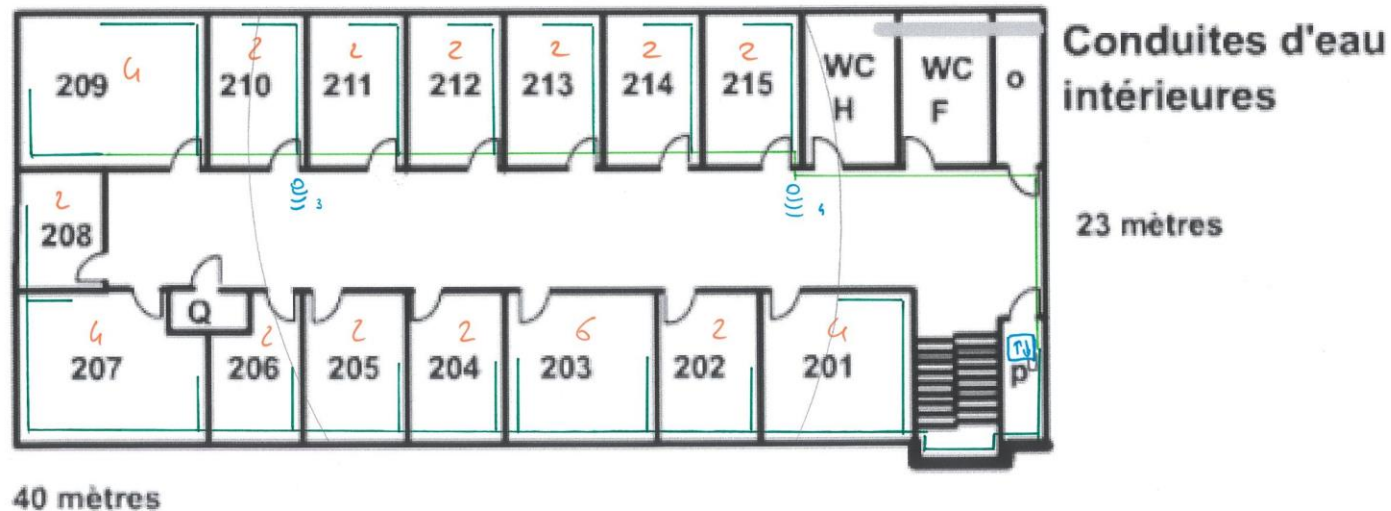 Conduites d'eau
intérieures
4 2 2 2 2 2 2
209 210 211 212 213 214 215 WC H WC F o
3 4
2
208
23 mètres
Q
4 2 2 2 6 2 4
207 206 205 204 203 202 201 p
40 mètres